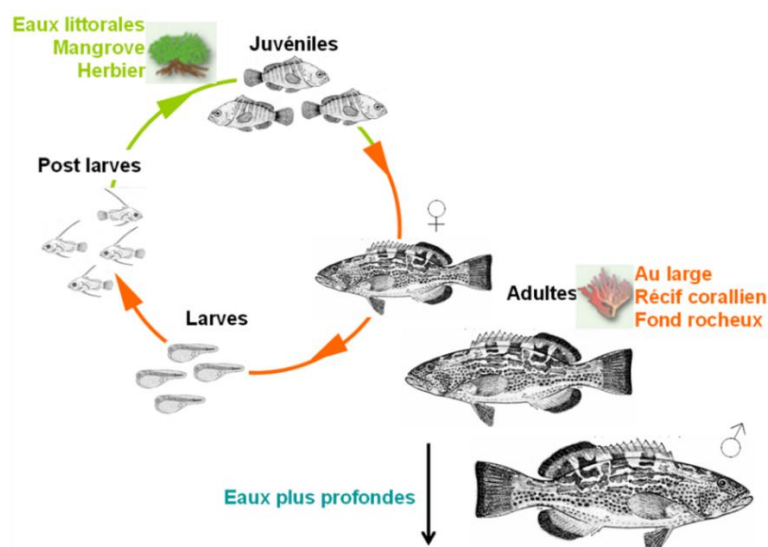 Eaux littorales
Mangrove
Herbier
Juvéniles
Post larves
♀
Adultes
Au large
Récif corallien
Fond rocheux
Larves
♂
Eaux plus profondes